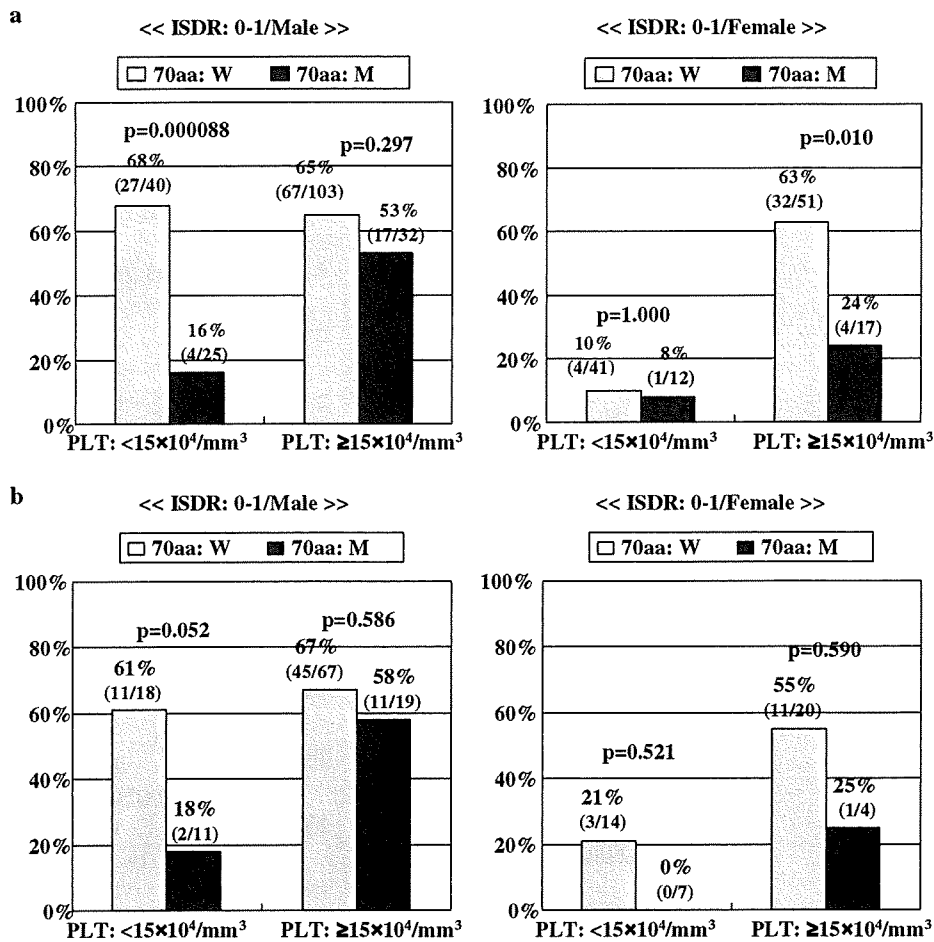 a
<< ISDR: 0-1/Male >>
70aa: W 70aa: M
100%
80%
60%
40%
20%
0%
p=0.000088
68%
(27/40)
16%
(4/25)
p=0.297
65%
(67/103)
53%
(17/32)
PLT: <15×10⁴/mm³ PLT: ≥15×10⁴/mm³
<< ISDR: 0-1/Female >>
70aa: W 70aa: M
100%
80%
60%
40%
20%
0%
p=1.000
10%
(4/41)
8%
(1/12)
p=0.010
63%
(32/51)
24%
(4/17)
PLT: <15×10⁴/mm³ PLT: ≥15×10⁴/mm³
b
<< ISDR: 0-1/Male >>
70aa: W 70aa: M
100%
80%
60%
40%
20%
0%
p=0.052
61%
(11/18)
18%
(2/11)
p=0.586
67%
(45/67)
58%
(11/19)
PLT: <15×10⁴/mm³ PLT: ≥15×10⁴/mm³
<< ISDR: 0-1/Female >>
70aa: W 70aa: M
100%
80%
60%
40%
20%
0%
p=0.521
21%
(3/14)
0%
(0/7)
p=0.590
55%
(11/20)
25%
(1/4)
PLT: <15×10⁴/mm³ PLT: ≥15×10⁴/mm³